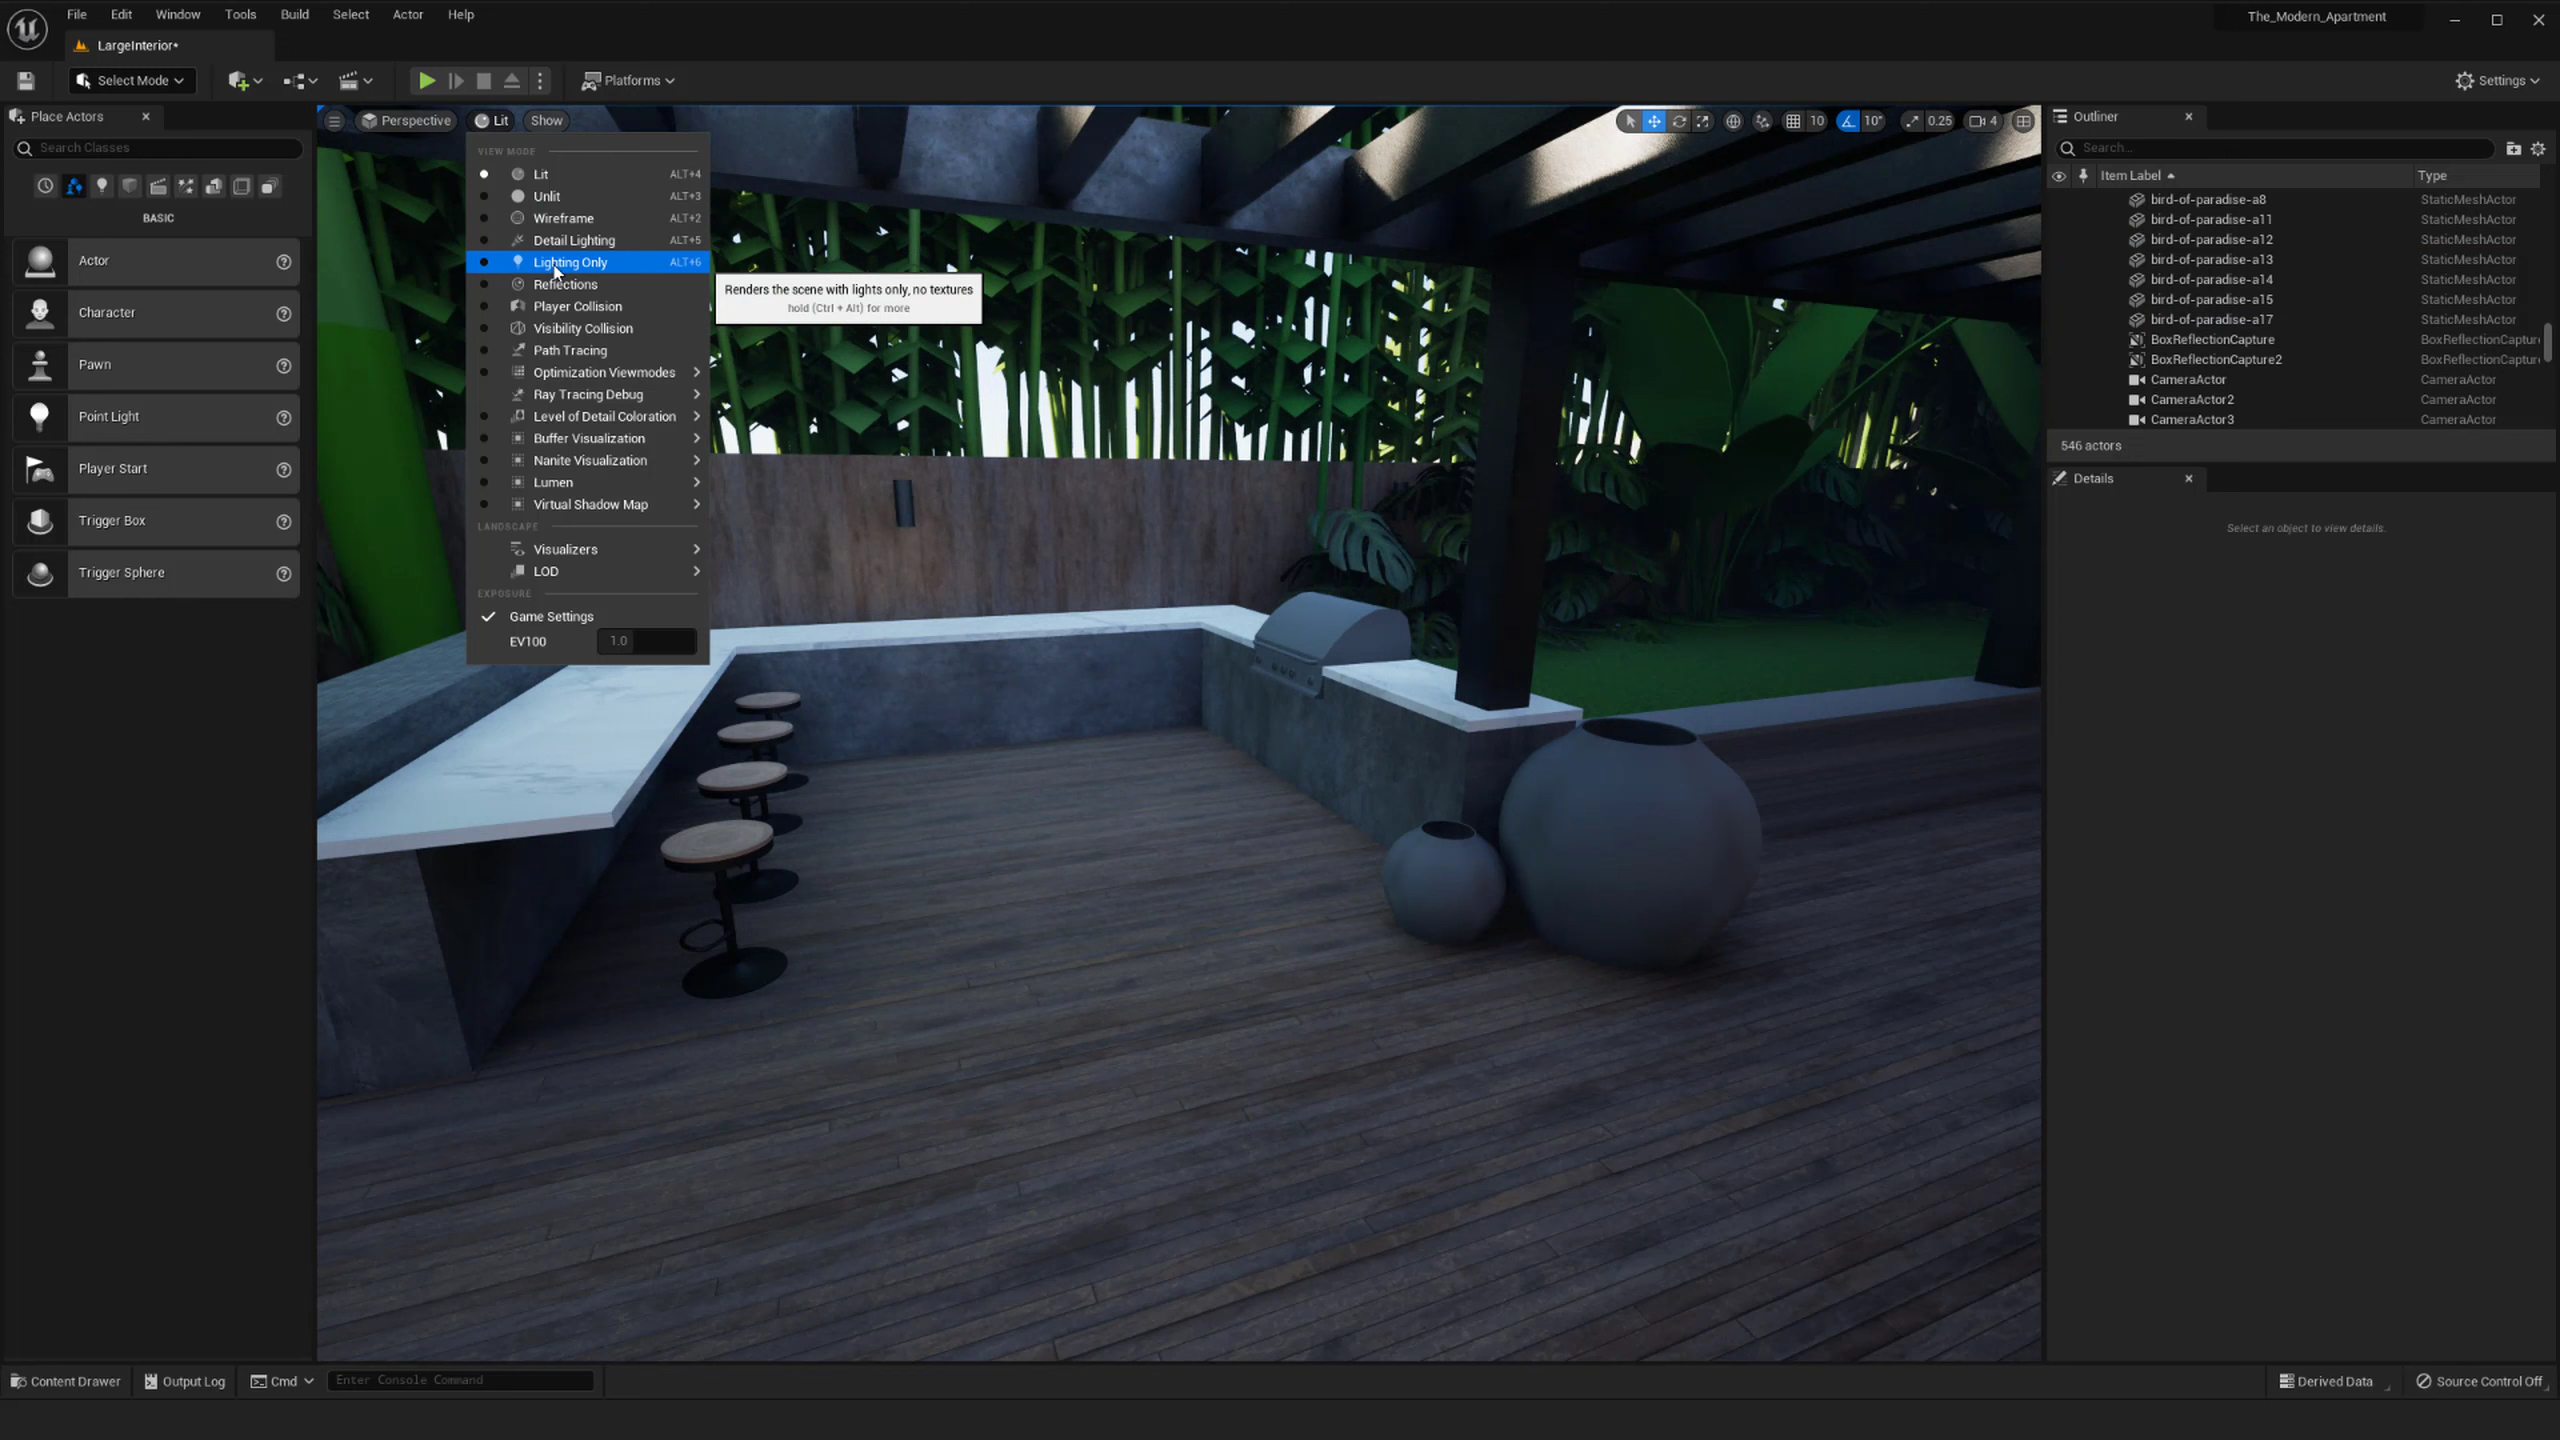 File Edit Window Tools Build Select Actor Help
The_Modern_Apartment
LargeInterior*
Select Mode
Platforms
Settings
Place Actors
Search Classes
BASIC
Actor
Character
Pawn
Point Light
Player Start
Trigger Box
Trigger Sphere
Perspective Lit Show
10 10° 0.25 4
VIEW MODE
Lit ALT+4
Unlit ALT+3
Wireframe ALT+2
Detail Lighting ALT+5
Lighting Only ALT+6
Reflections
Player Collision
Visibility Collision
Path Tracing
Optimization Viewmodes
Ray Tracing Debug
Level of Detail Coloration
Buffer Visualization
Nanite Visualization
Lumen
Virtual Shadow Map
LANDSCAPE
Visualizers
LOD
EXPOSURE
Game Settings
EV100 1.0
Renders the scene with lights only, no textures
hold (Ctrl + Alt) for more
Outliner
Search...
Item Label Type
bird-of-paradise-a8 StaticMeshActor
bird-of-paradise-a11 StaticMeshActor
bird-of-paradise-a12 StaticMeshActor
bird-of-paradise-a13 StaticMeshActor
bird-of-paradise-a14 StaticMeshActor
bird-of-paradise-a15 StaticMeshActor
bird-of-paradise-a17 StaticMeshActor
BoxReflectionCapture BoxReflectionCapture
BoxReflectionCapture2 BoxReflectionCapture
CameraActor CameraActor
CameraActor2 CameraActor
CameraActor3 CameraActor
546 actors
Details
Select an object to view details.
Content Drawer Output Log Cmd Enter Console Command
Derived Data Source Control Off